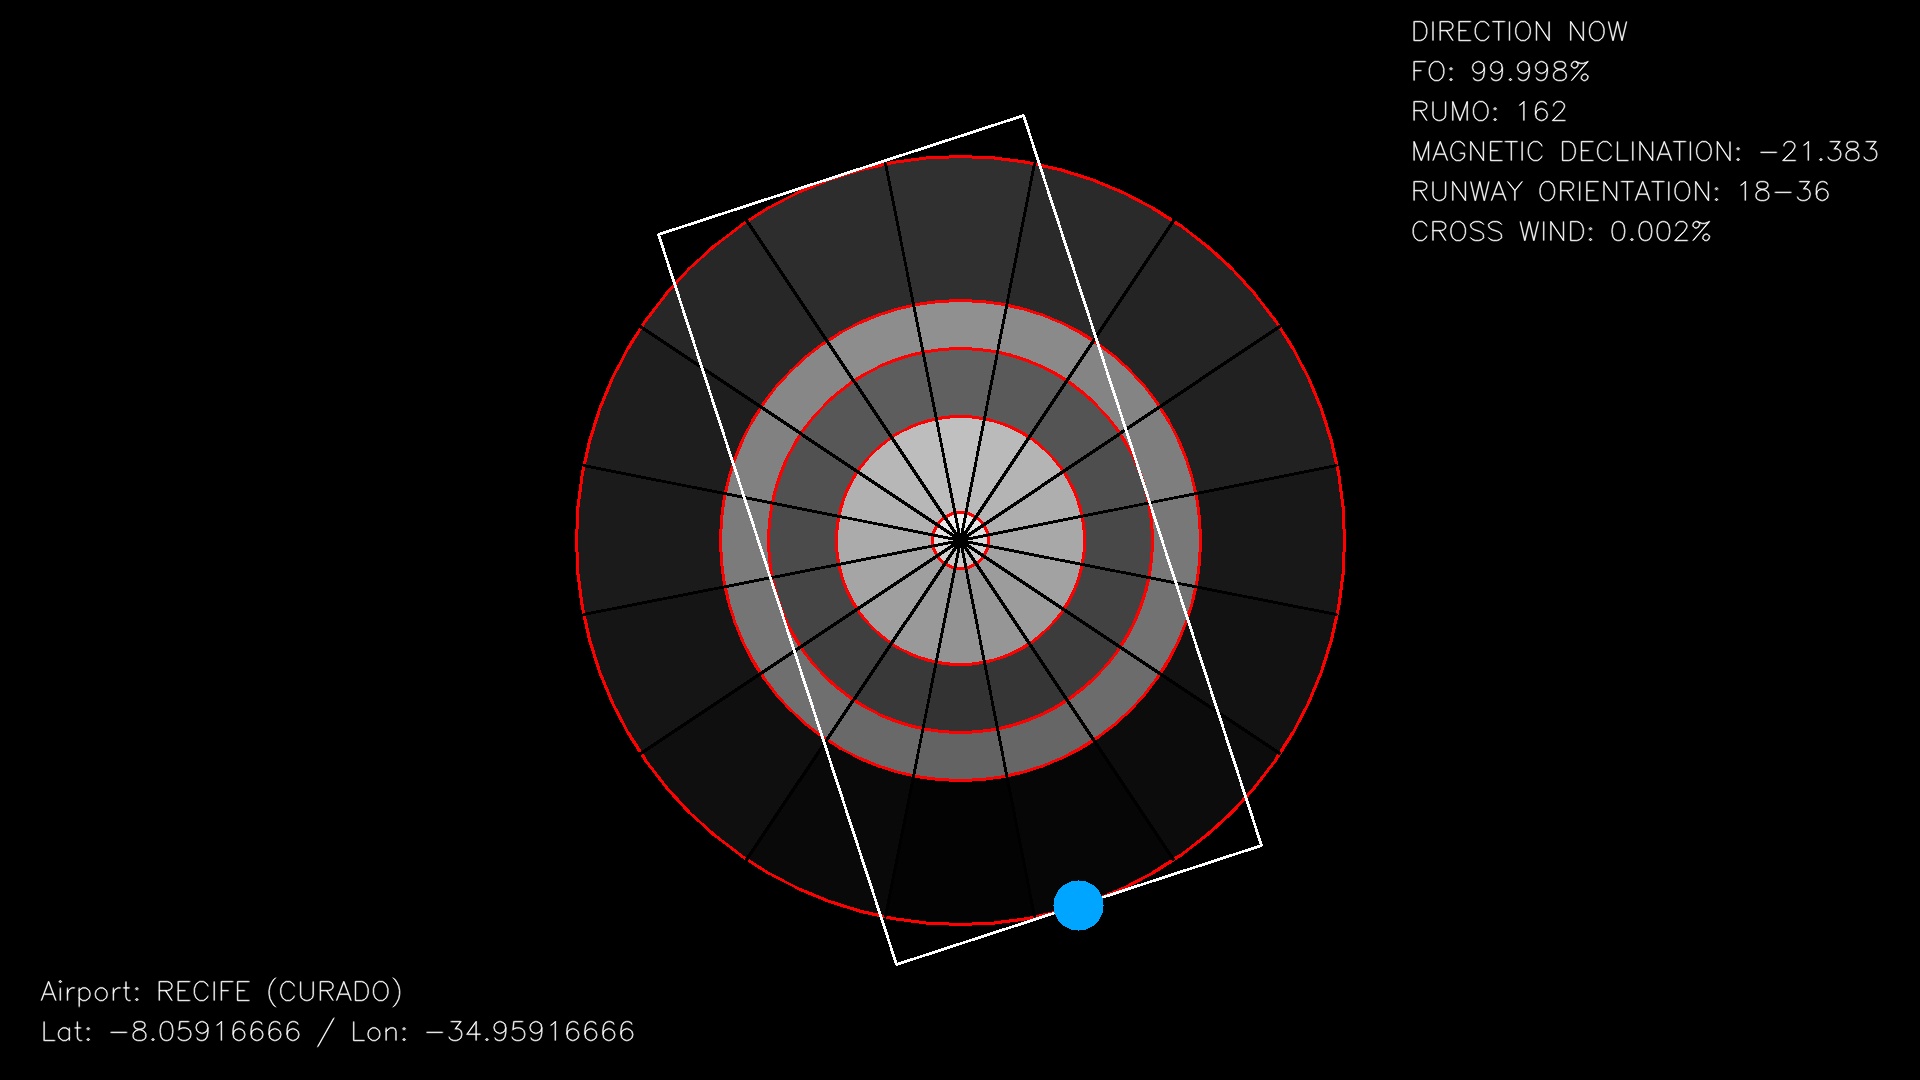 DIRECTION NOW
FO: 99.998%
RUMO: 162
MAGNETIC DECLINATION: -21.383
RUNWAY ORIENTATION: 18-36
CROSS WIND: 0.002%
Airport: RECIFE (CURADO)
Lat: -8.05916666 / Lon: -34.95916666